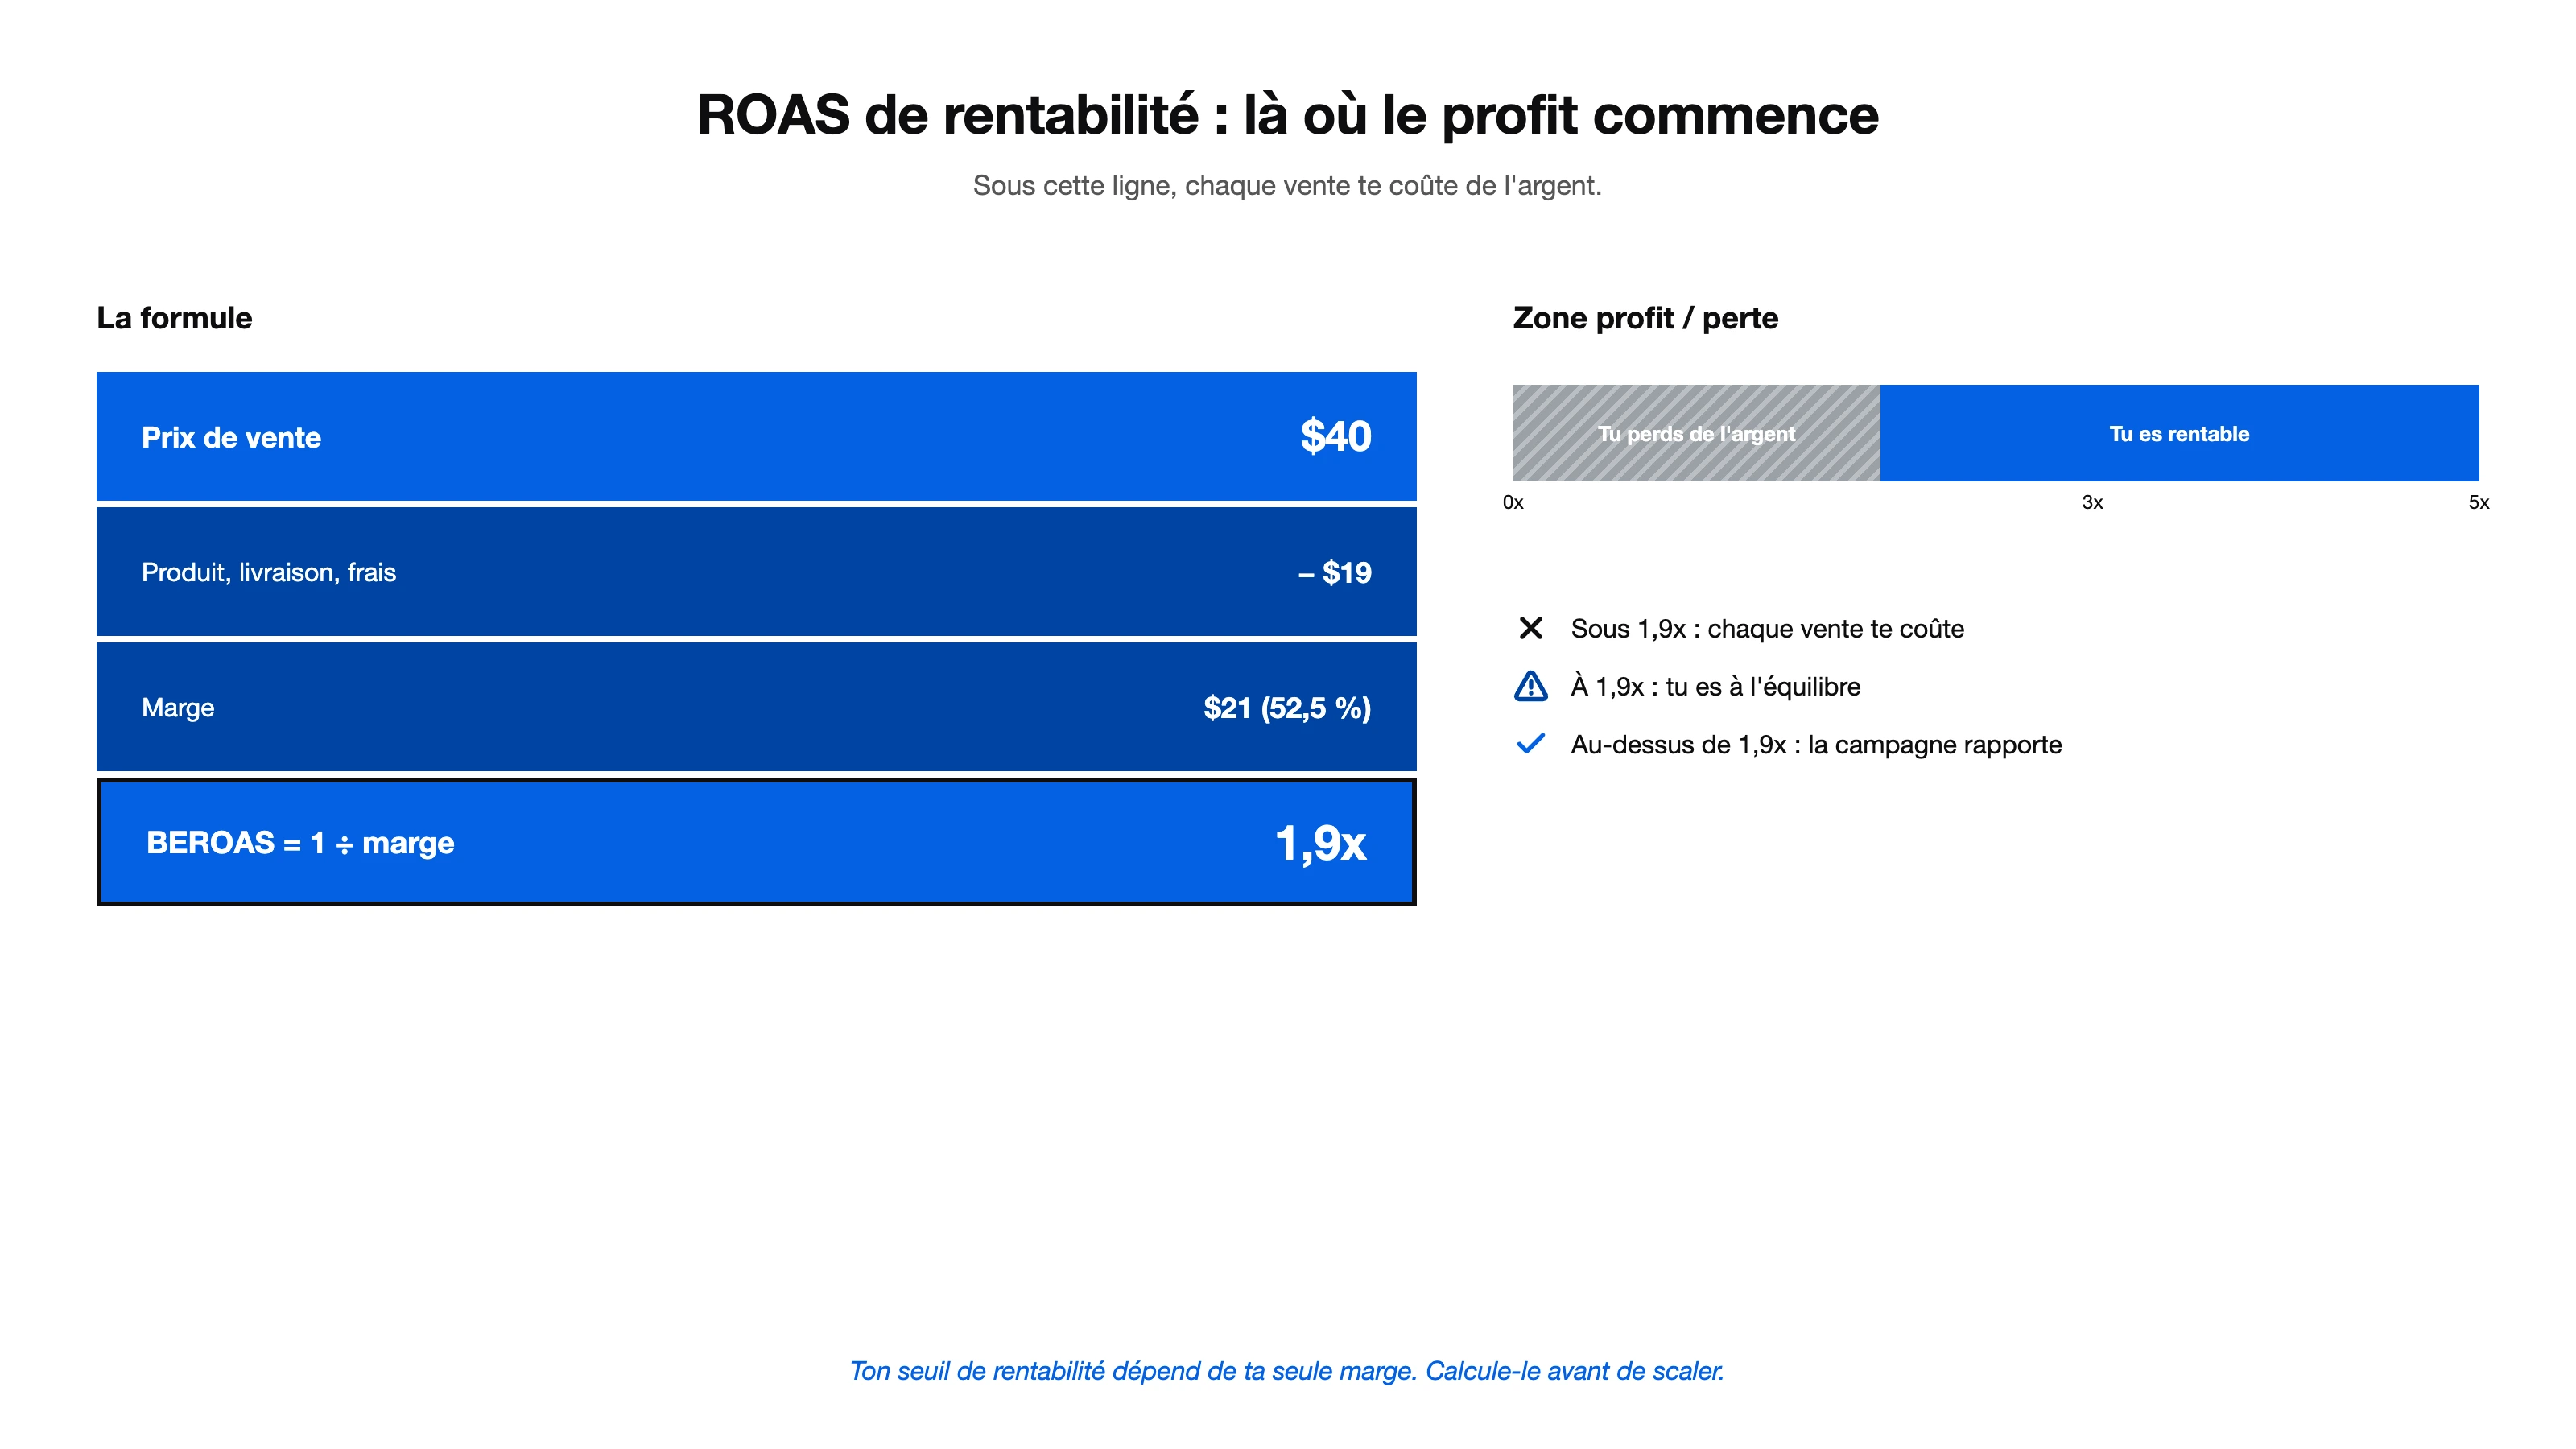 ROAS de rentabilité : là où le profit commence
Sous cette ligne, chaque vente te coûte de l'argent.
La formule
Prix de vente $40
Produit, livraison, frais – $19
Marge $21 (52,5 %)
BEROAS = 1 ÷ marge 1,9x
Zone profit / perte
Tu perds de l'argent Tu es rentable
0x 3x 5x
Sous 1,9x : chaque vente te coûte
À 1,9x : tu es à l'équilibre
Au-dessus de 1,9x : la campagne rapporte
Ton seuil de rentabilité dépend de ta seule marge. Calcule-le avant de scaler.